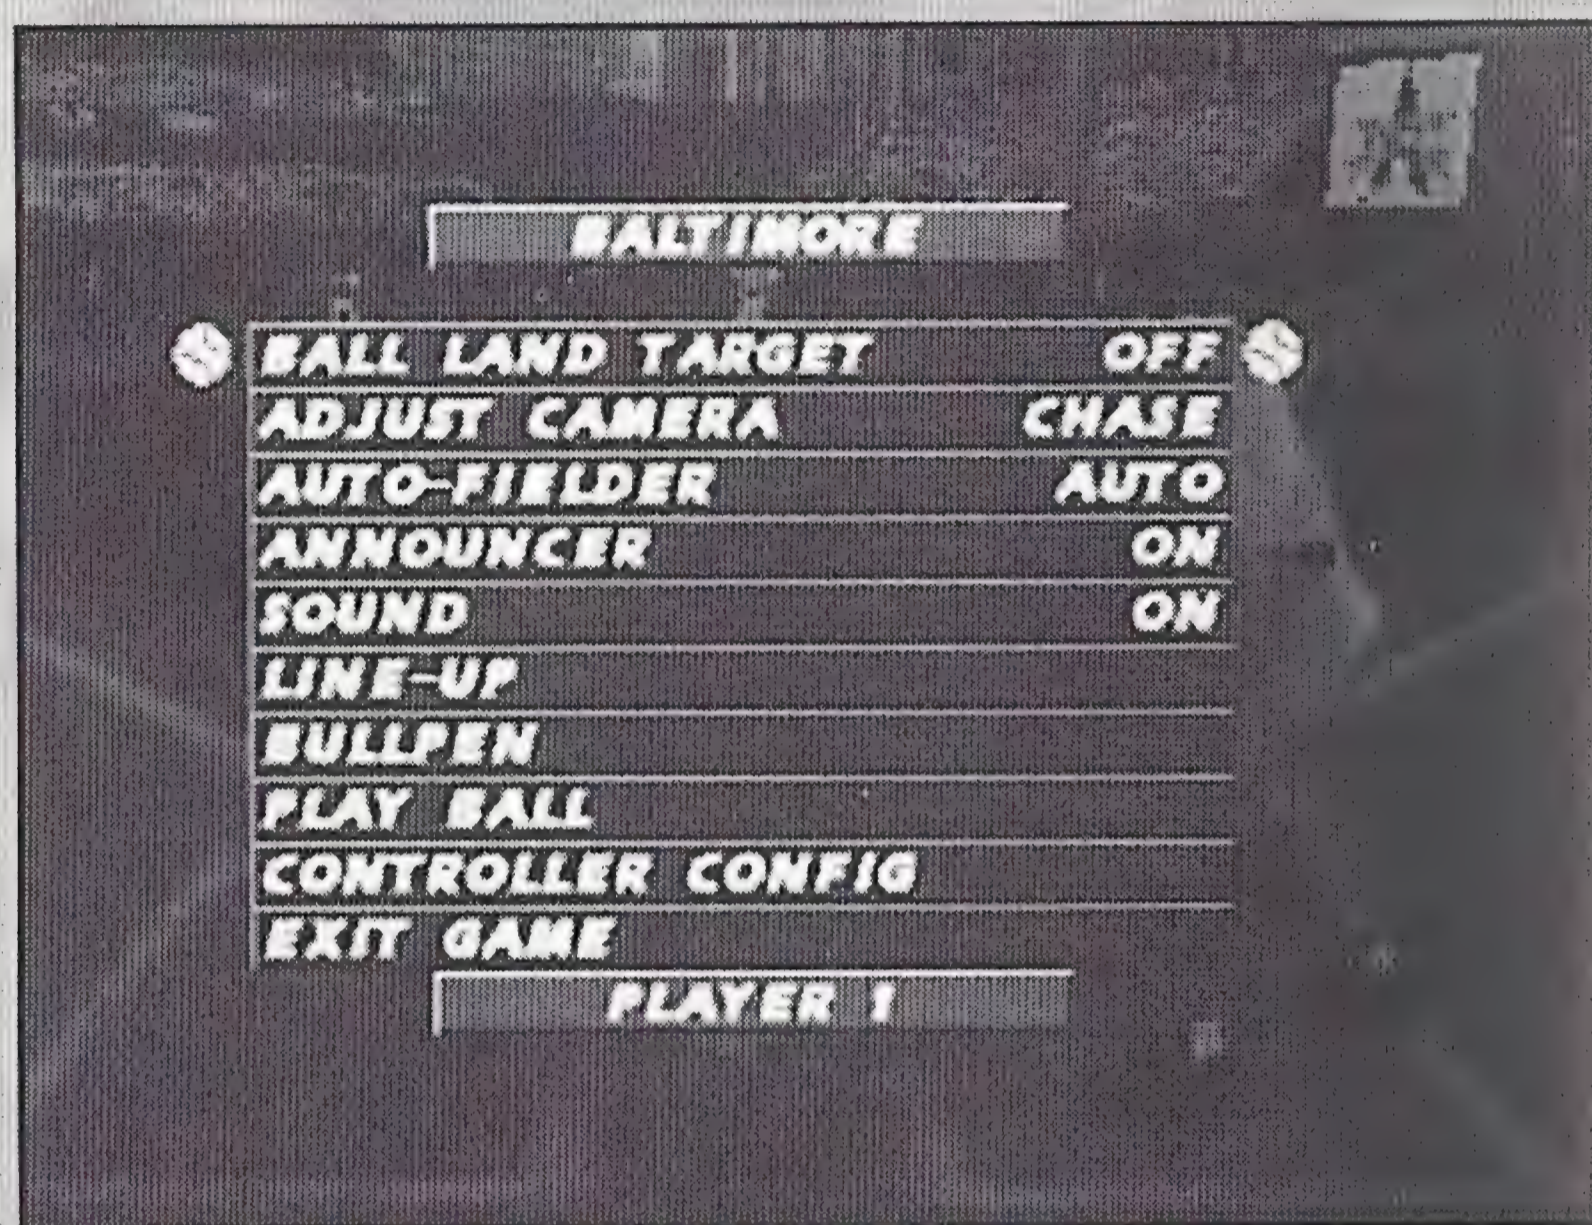 BALTIMORE
BALL LAND TARGET OFF
ADJUST CAMERA CHASE
AUTO-FIELDER AUTO
ANNOUNCER ON
SOUND ON
LINE-UP
BULLPEN
PLAY BALL
CONTROLLER CONFIG
EXIT GAME
PLAYER 1